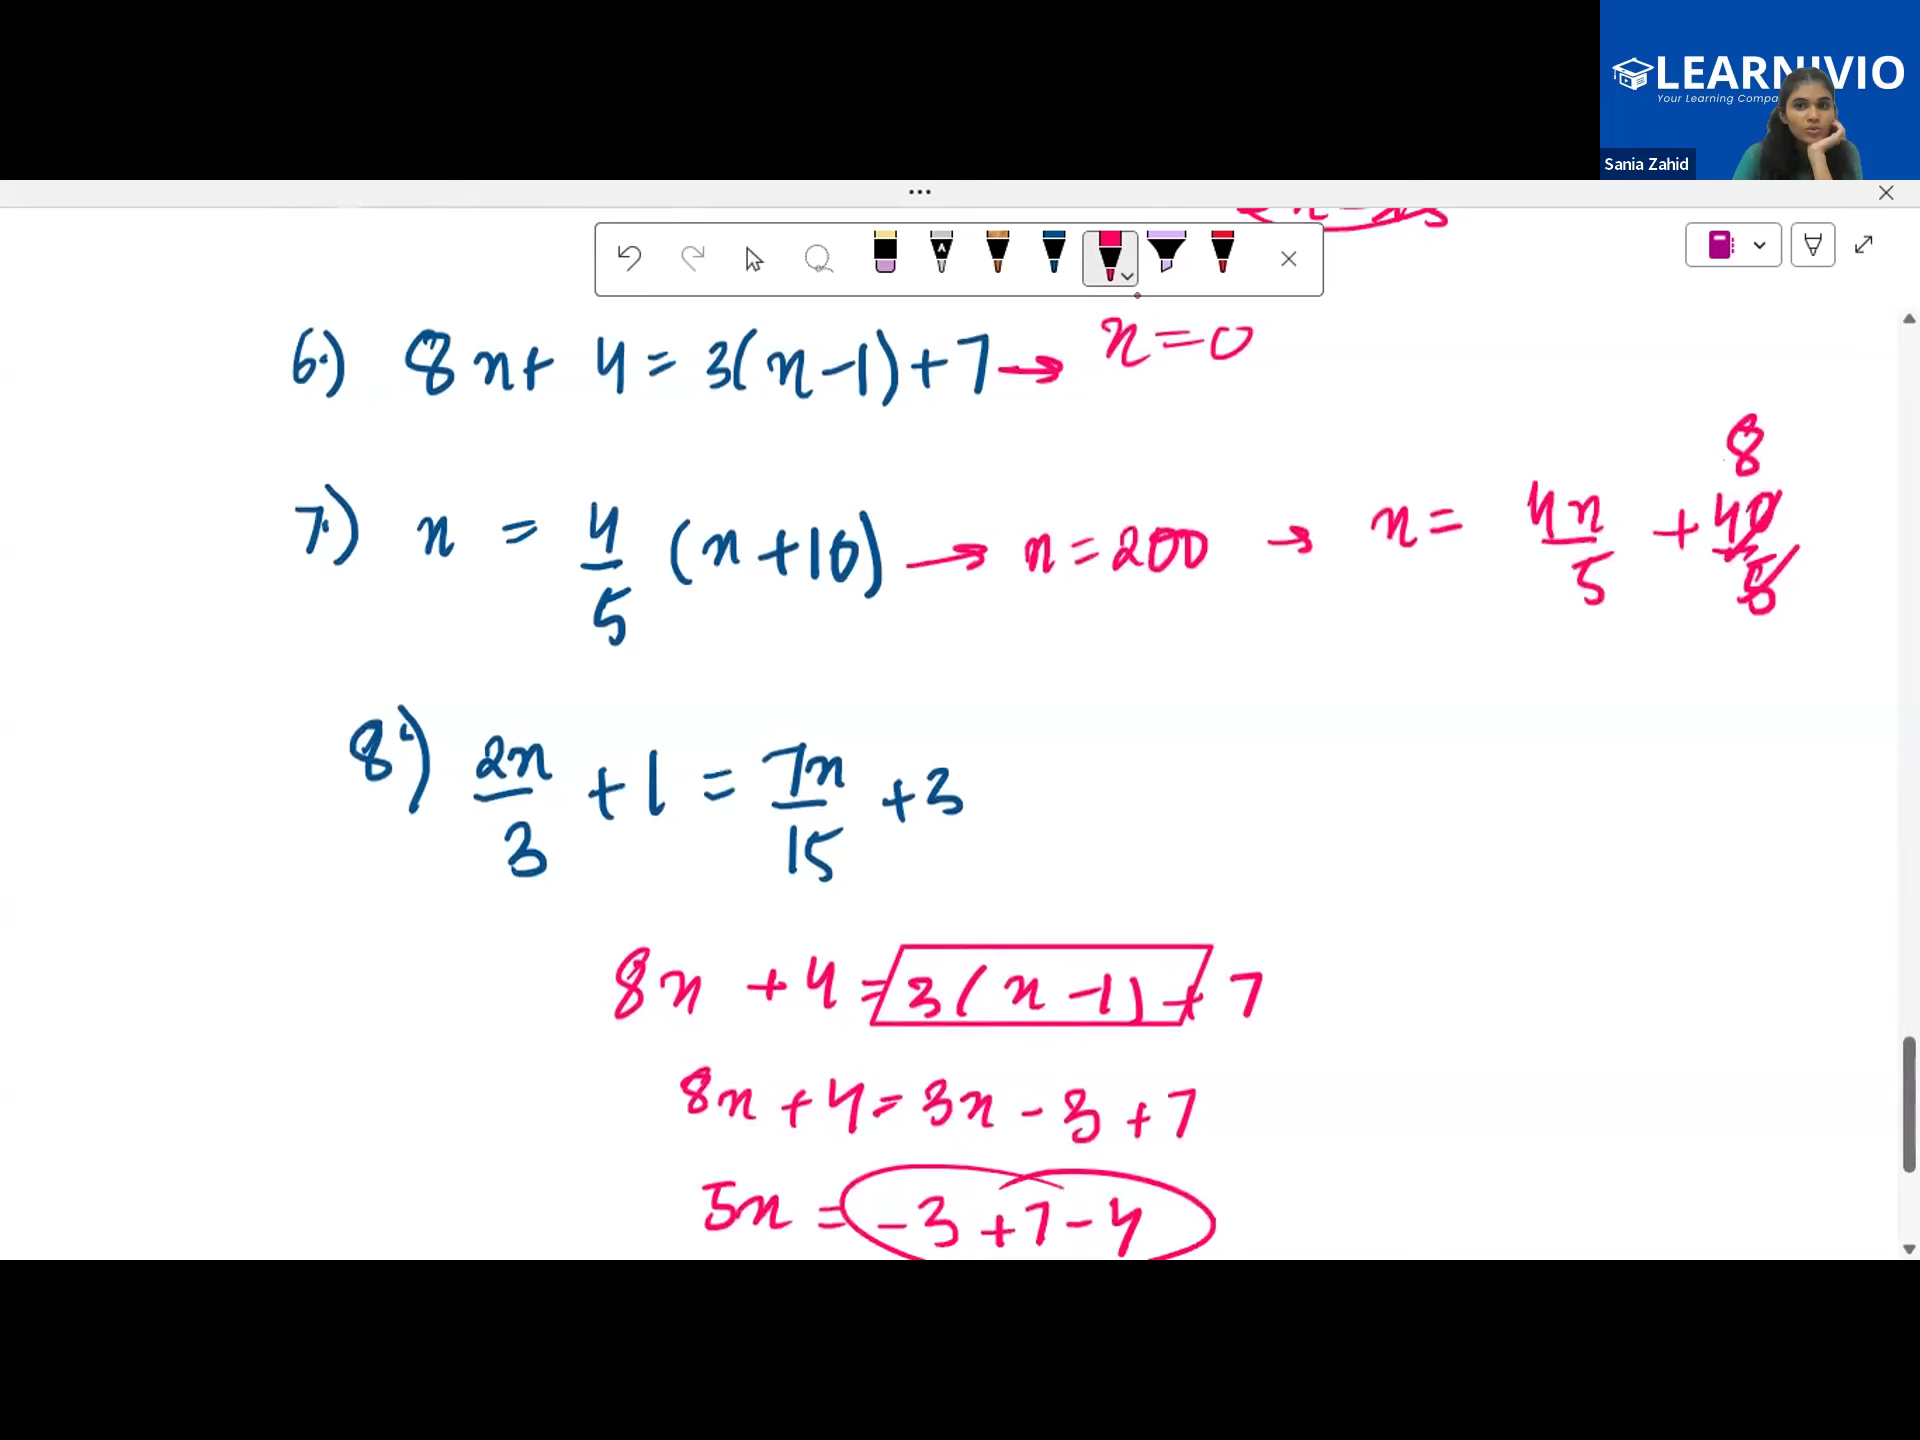 LEARNIVIO
Your Learning Compa
Sania Zahid
6.) 8x + 4 = 3(x-1) + 7 → x = 0
7.) x = 4/5 (x+10) → x = 200 → x = 4x/5 + 40/5 8
8.) 2x/3 + 1 = 7x/15 + 3
8x + 4 = 3(x-1) + 7
8x + 4 = 3x - 3 + 7
5x = -3 + 7 - 4